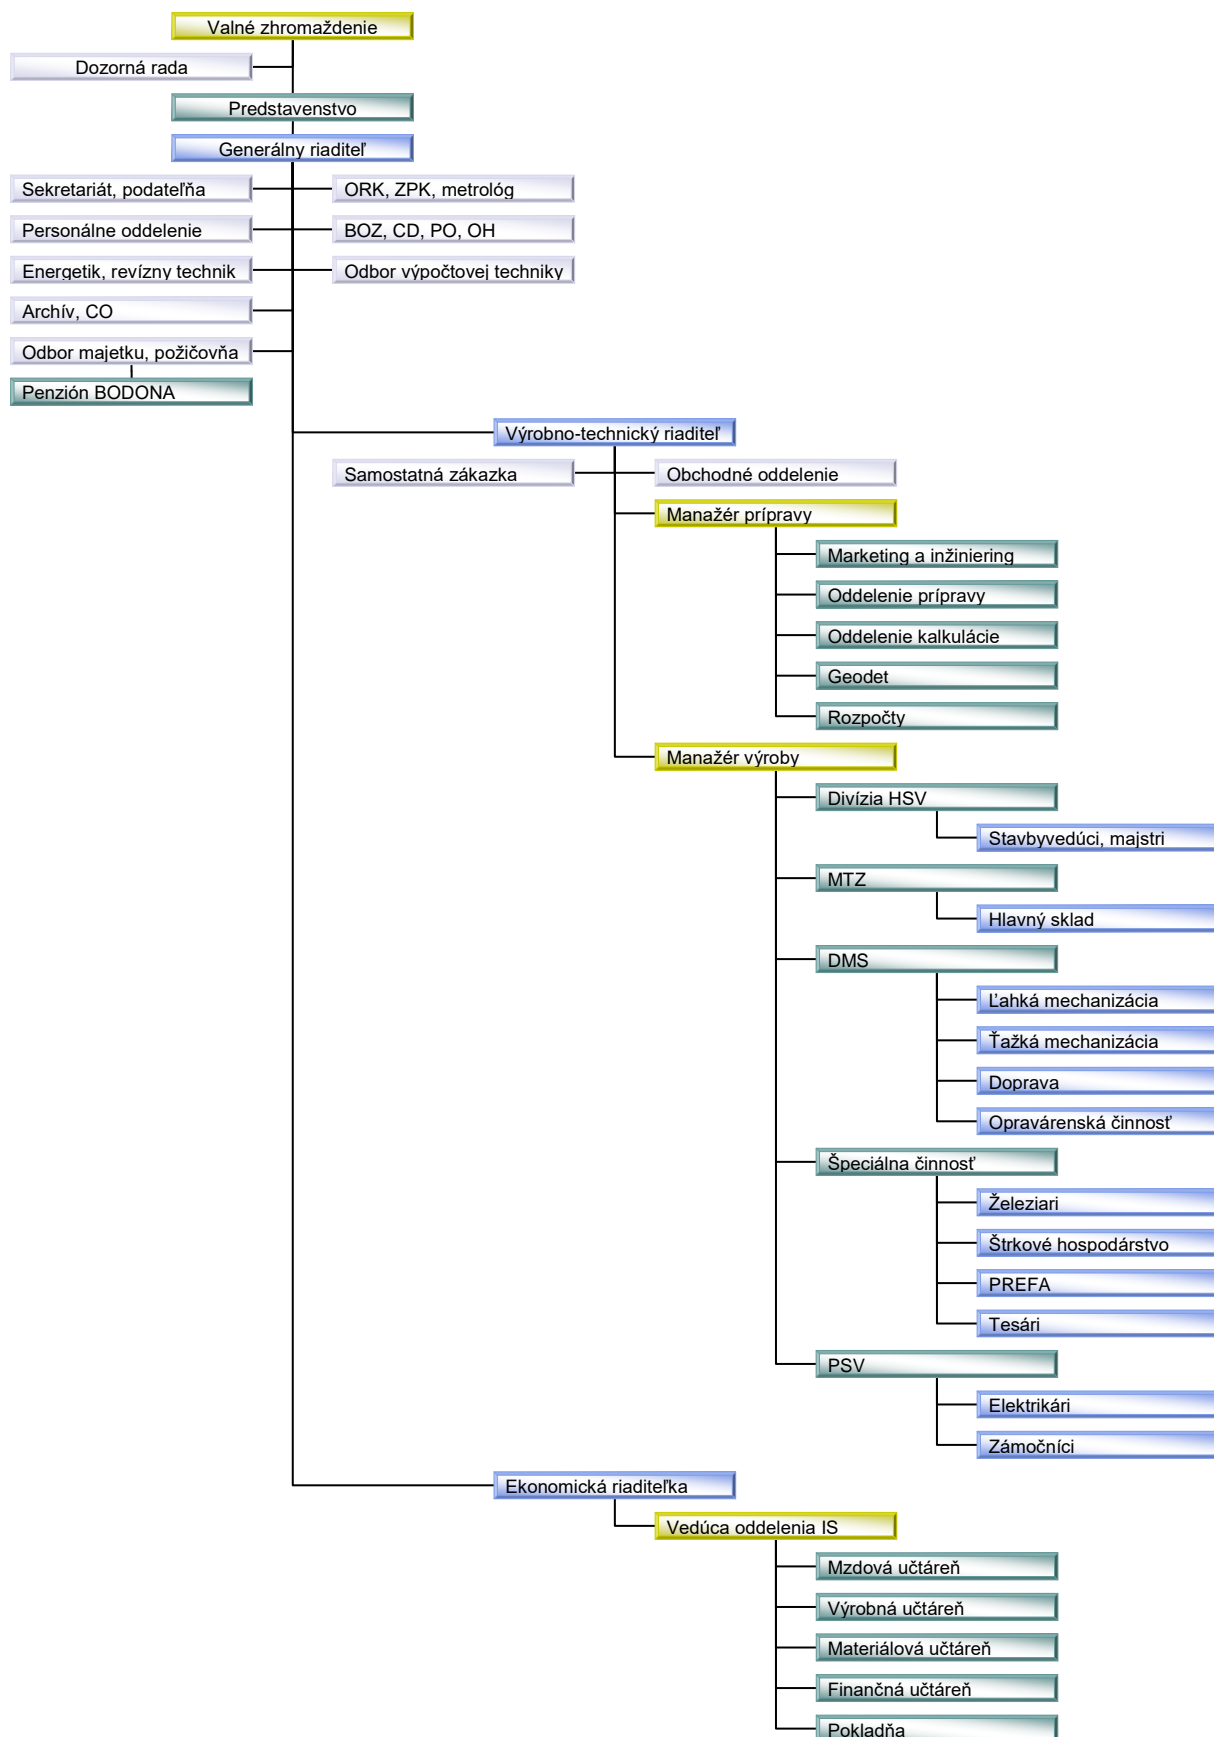 Valné zhromaždenie
Dozorná rada
Predstavenstvo
Generálny riaditeľ
Sekretariát, podateľňa
ORK, ZPK, metrológ
Personálne oddelenie
BOZ, CD, PO, OH
Energetik, revízny technik
Odbor výpočtovej techniky
Archív, CO
Odbor majetku, požičovňa
Penzión BODONA
Výrobno-technický riaditeľ
Samostatná zákazka
Obchodné oddelenie
Manažér prípravy
Marketing a inžiniering
Oddelenie prípravy
Oddelenie kalkulácie
Geodet
Rozpočty
Manažér výroby
Divízia HSV
Stavbyvedúci, majstri
MTZ
Hlavný sklad
DMS
Ľahká mechanizácia
Ťažká mechanizácia
Doprava
Opravárenská činnosť
Špeciálna činnosť
Železiari
Štrkové hospodárstvo
PREFA
Tesári
PSV
Elektrikári
Zámočníci
Ekonomická riaditeľka
Vedúca oddelenia IS
Mzdová učtáreň
Výrobná učtáreň
Materiálová učtáreň
Finančná učtáreň
Pokladňa